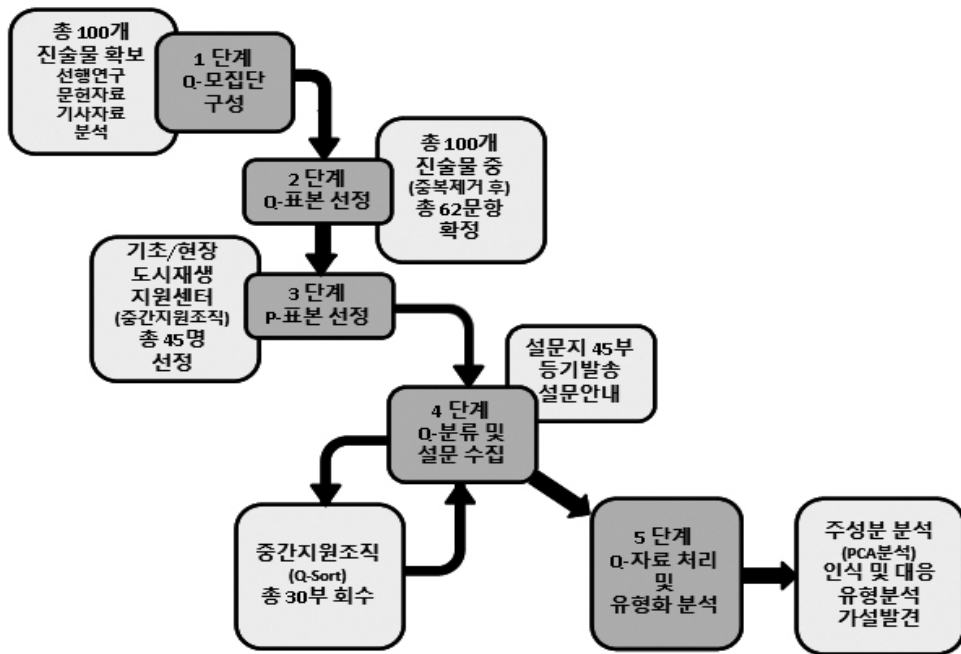 총 100개
진술물 확보
선행연구
문헌자료
기사자료
분석
1 단계
Q-모집단
구성
2 단계
Q-표본 선정
총 100개
진술물 중
(중복제거 후)
총 62문항
확정
기초/현장
도시재생
지원센터
(중간지원조직)
총 45명
선정
3 단계
P-표본 선정
설문지 45부
등기발송
설문안내
4 단계
Q-분류 및
설문 수집
중간지원조직
(Q-Sort)
총 30부 회수
5 단계
Q-자료 처리
및
유형화 분석
주성분 분석
(PCA분석)
인식 및 대응
유형분석
가설발견